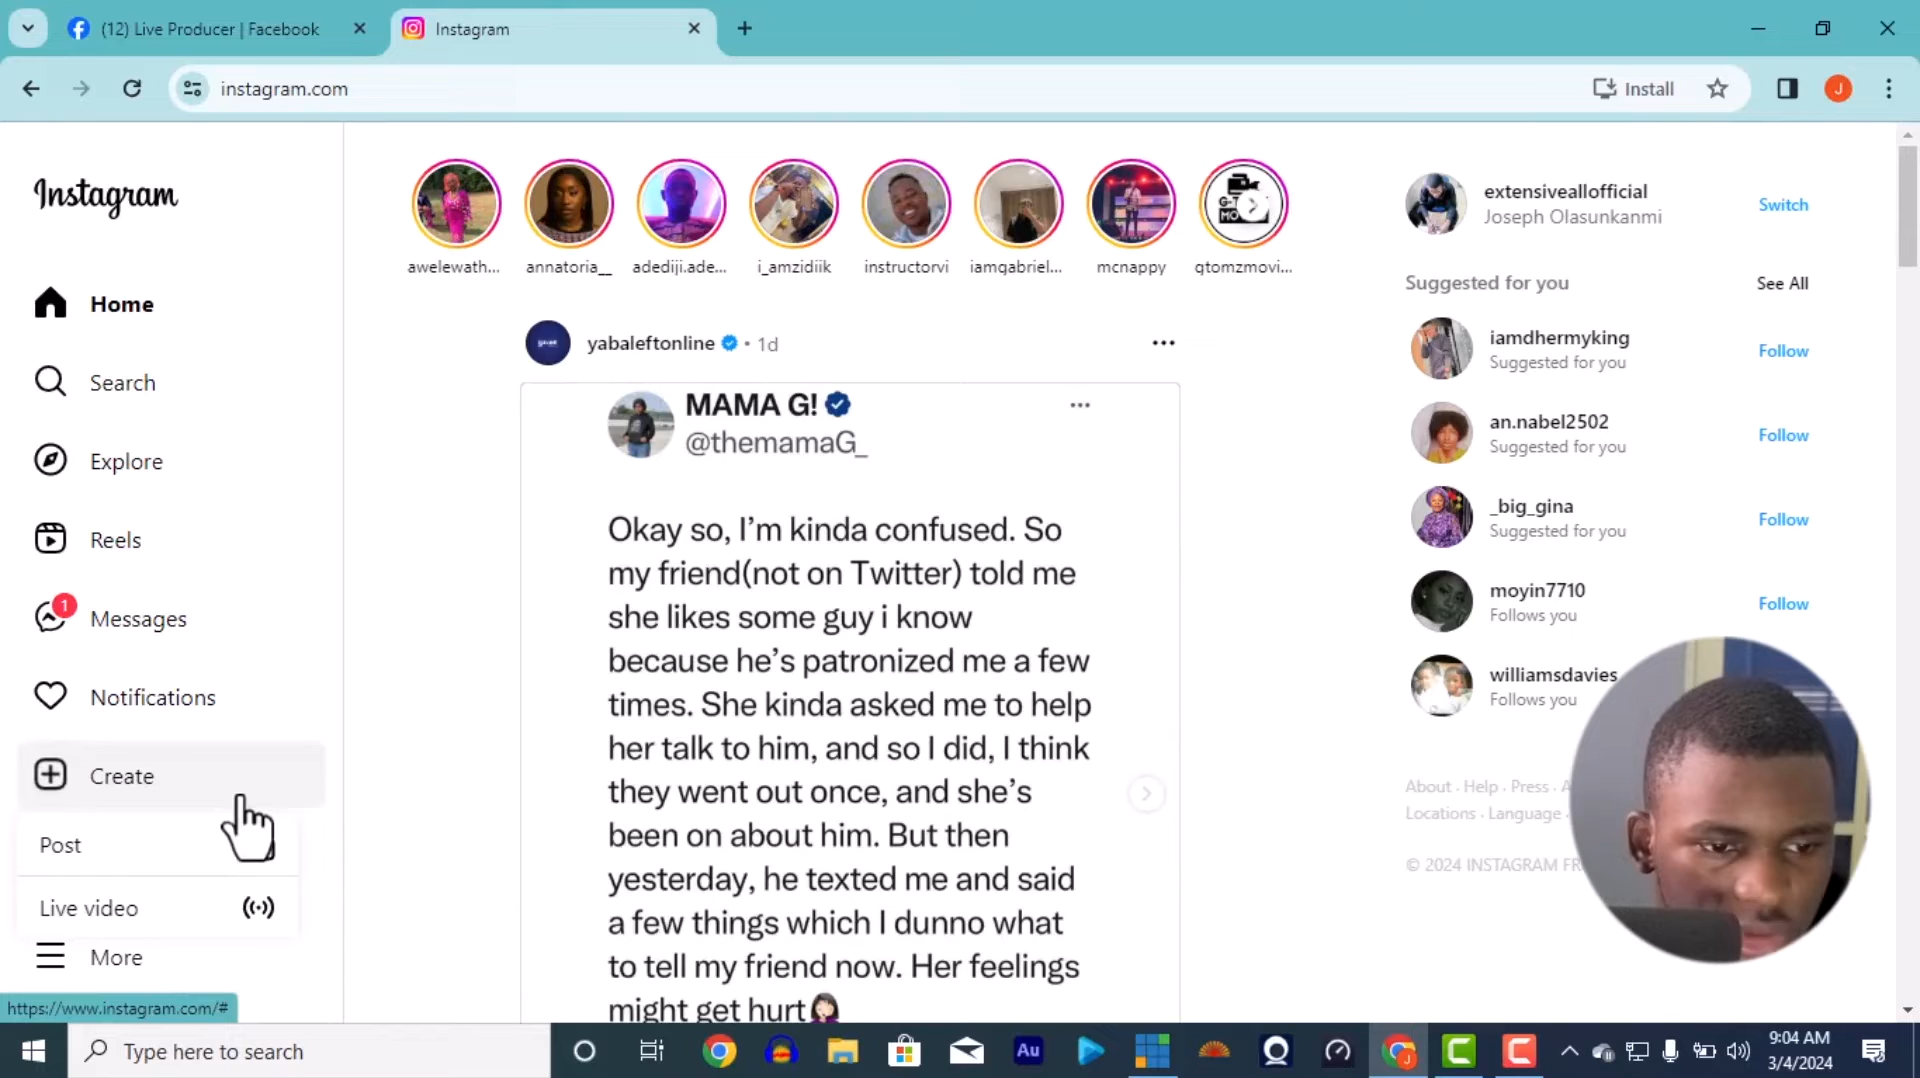 (12) Live Producer | Facebook
Instagram
instagram.com
Install
J
Instagram
Home
Search
Explore
Reels
1
Messages
Notifications
Create
Post
Live video
More
https://www.instagram.com/#
awelewath...
annatoria__
adediji.ade...
i_amzidiik
instructorvi
iamgabriel...
mcnappy
qtomzmovi...
yabaleftonline • 1d
MAMA G!
@themamaG_
Okay so, I'm kinda confused. So
my friend(not on Twitter) told me
she likes some guy i know
because he's patronized me a few
times. She kinda asked me to help
her talk to him, and so I did, I think
they went out once, and she's
been on about him. But then
yesterday, he texted me and said
a few things which I dunno what
to tell my friend now. Her feelings
might get hurt
extensiveallofficial
Joseph Olasunkanmi
Switch
Suggested for you
See All
iamdhermyking
Suggested for you
Follow
an.nabel2502
Suggested for you
Follow
_big_gina
Suggested for you
Follow
moyin7710
Follows you
Follow
williamsdavies
Follows you
About · Help · Press · A
Locations · Language ·
© 2024 INSTAGRAM FR
Type here to search
Au
J
9:04 AM
3/4/2024